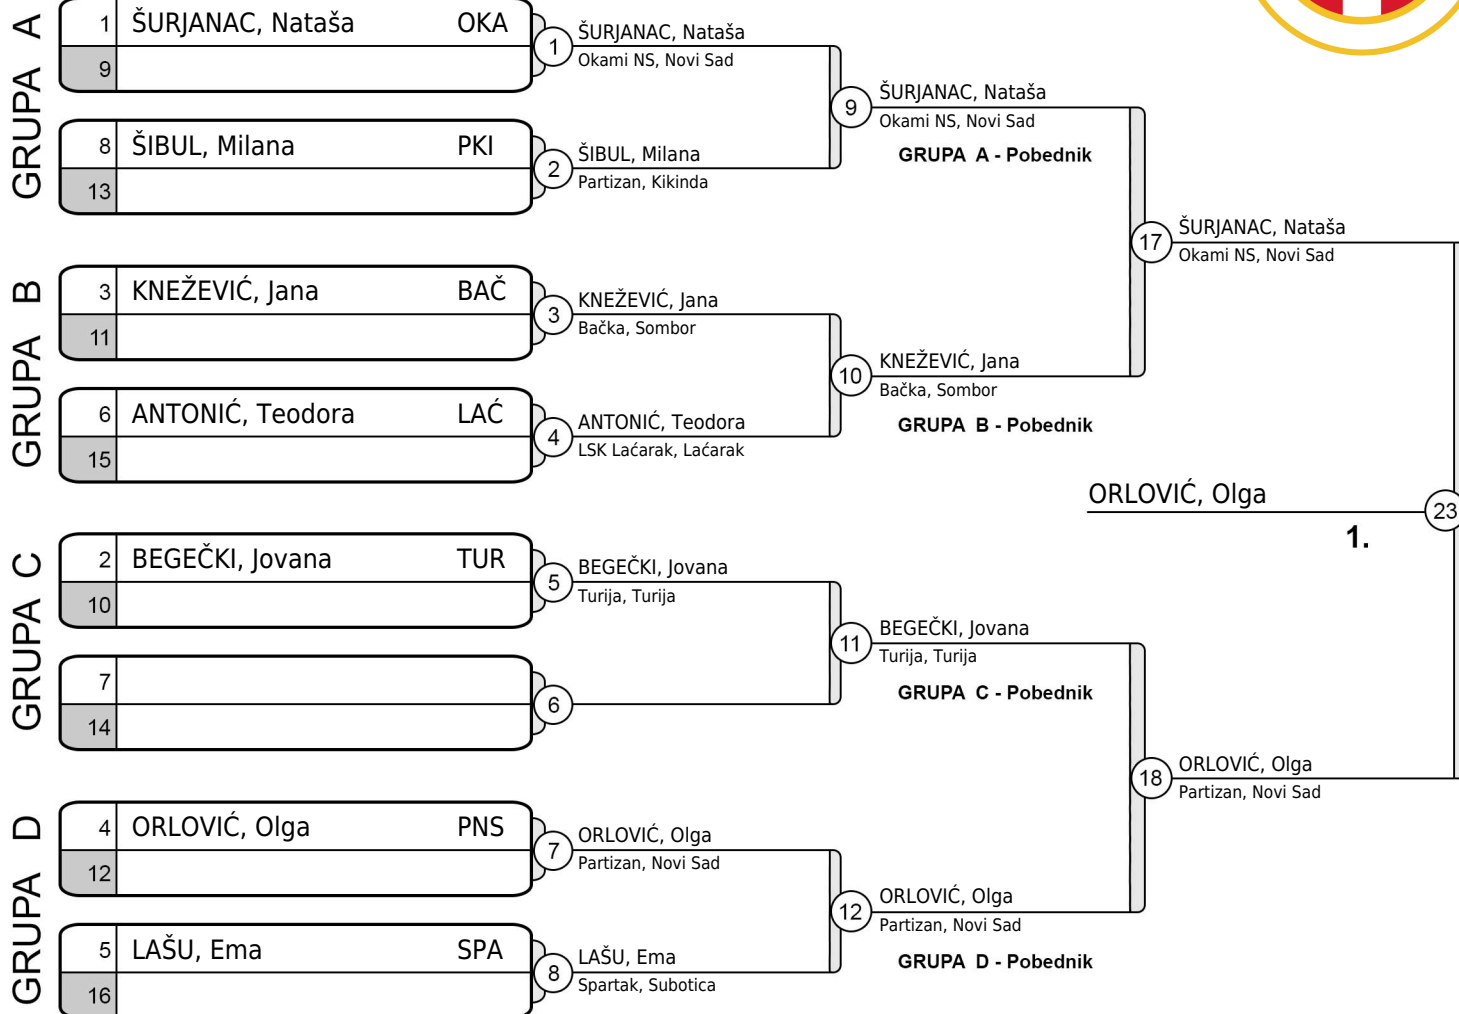 GRUPA A
1 ŠURJANAC, Nataša OKA
9
8 ŠIBUL, Milana PKI
13
1 ŠURJANAC, Nataša
Okami NS, Novi Sad
2 ŠIBUL, Milana
Partizan, Kikinda
9 ŠURJANAC, Nataša
Okami NS, Novi Sad
GRUPA A - Pobednik
GRUPA B
3 KNEŽEVIĆ, Jana BAČ
11
6 ANTONIĆ, Teodora LAĆ
15
3 KNEŽEVIĆ, Jana
Bačka, Sombor
4 ANTONIĆ, Teodora
LSK Laćarak, Laćarak
10 KNEŽEVIĆ, Jana
Bačka, Sombor
GRUPA B - Pobednik
17 ŠURJANAC, Nataša
Okami NS, Novi Sad
ORLOVIĆ, Olga 23
1.
GRUPA C
2 BEGEČKI, Jovana TUR
10
7
14
5 BEGEČKI, Jovana
Turija, Turija
6
11 BEGEČKI, Jovana
Turija, Turija
GRUPA C - Pobednik
GRUPA D
4 ORLOVIĆ, Olga PNS
12
5 LAŠU, Ema SPA
16
7 ORLOVIĆ, Olga
Partizan, Novi Sad
8 LAŠU, Ema
Spartak, Subotica
12 ORLOVIĆ, Olga
Partizan, Novi Sad
GRUPA D - Pobednik
18 ORLOVIĆ, Olga
Partizan, Novi Sad